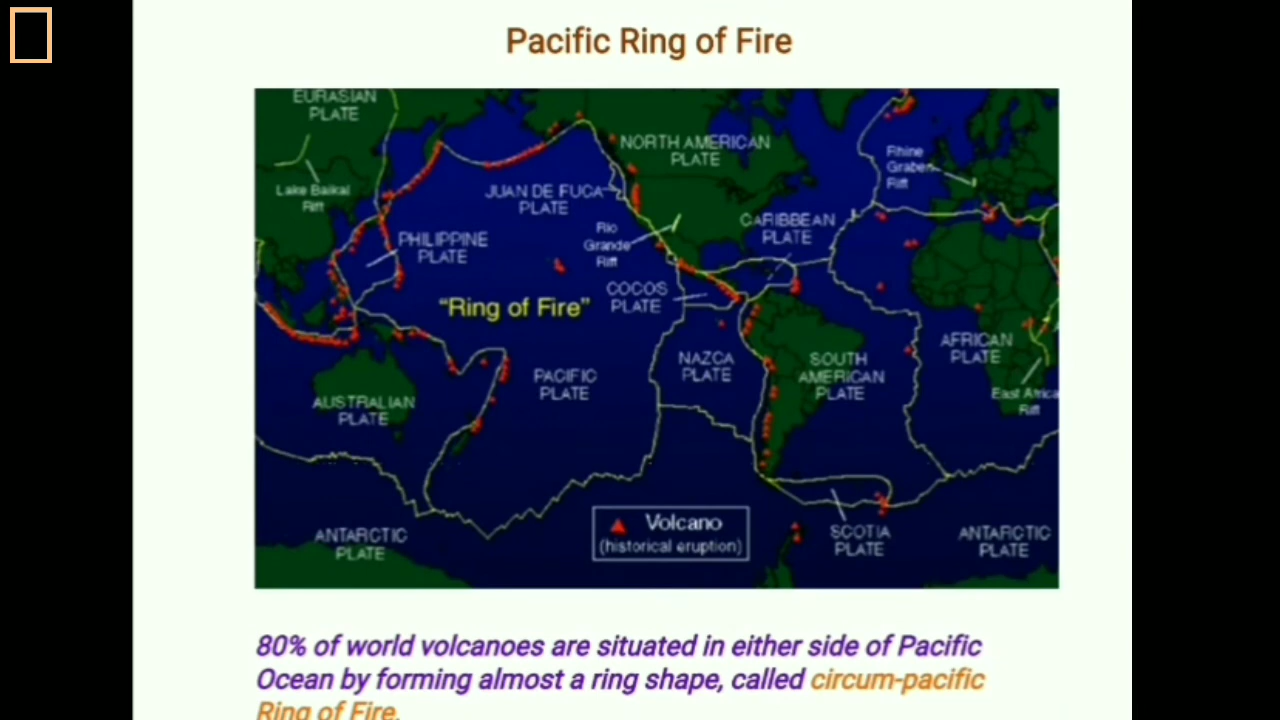 Pacific Ring of Fire
EURASIAN
PLATE
NORTH AMERICAN
PLATE
Rhine
Graben
Rift
Lake Baikal
Rift
JUAN DE FUCA
PLATE
CARIBBEAN
PLATE
Rio
Grande
Rift
PHILIPPINE
PLATE
COCOS
PLATE
“Ring of Fire”
AFRICAN
PLATE
NAZCA
PLATE
SOUTH
AMERICAN
PLATE
PACIFIC
PLATE
East Africa
Rift
AUSTRALIAN
PLATE
Volcano
(historical eruption)
ANTARCTIC
PLATE
SCOTIA
PLATE
ANTARCTIC
PLATE
80% of world volcanoes are situated in either side of Pacific
Ocean by forming almost a ring shape, called circum-pacific
Ring of Fire.